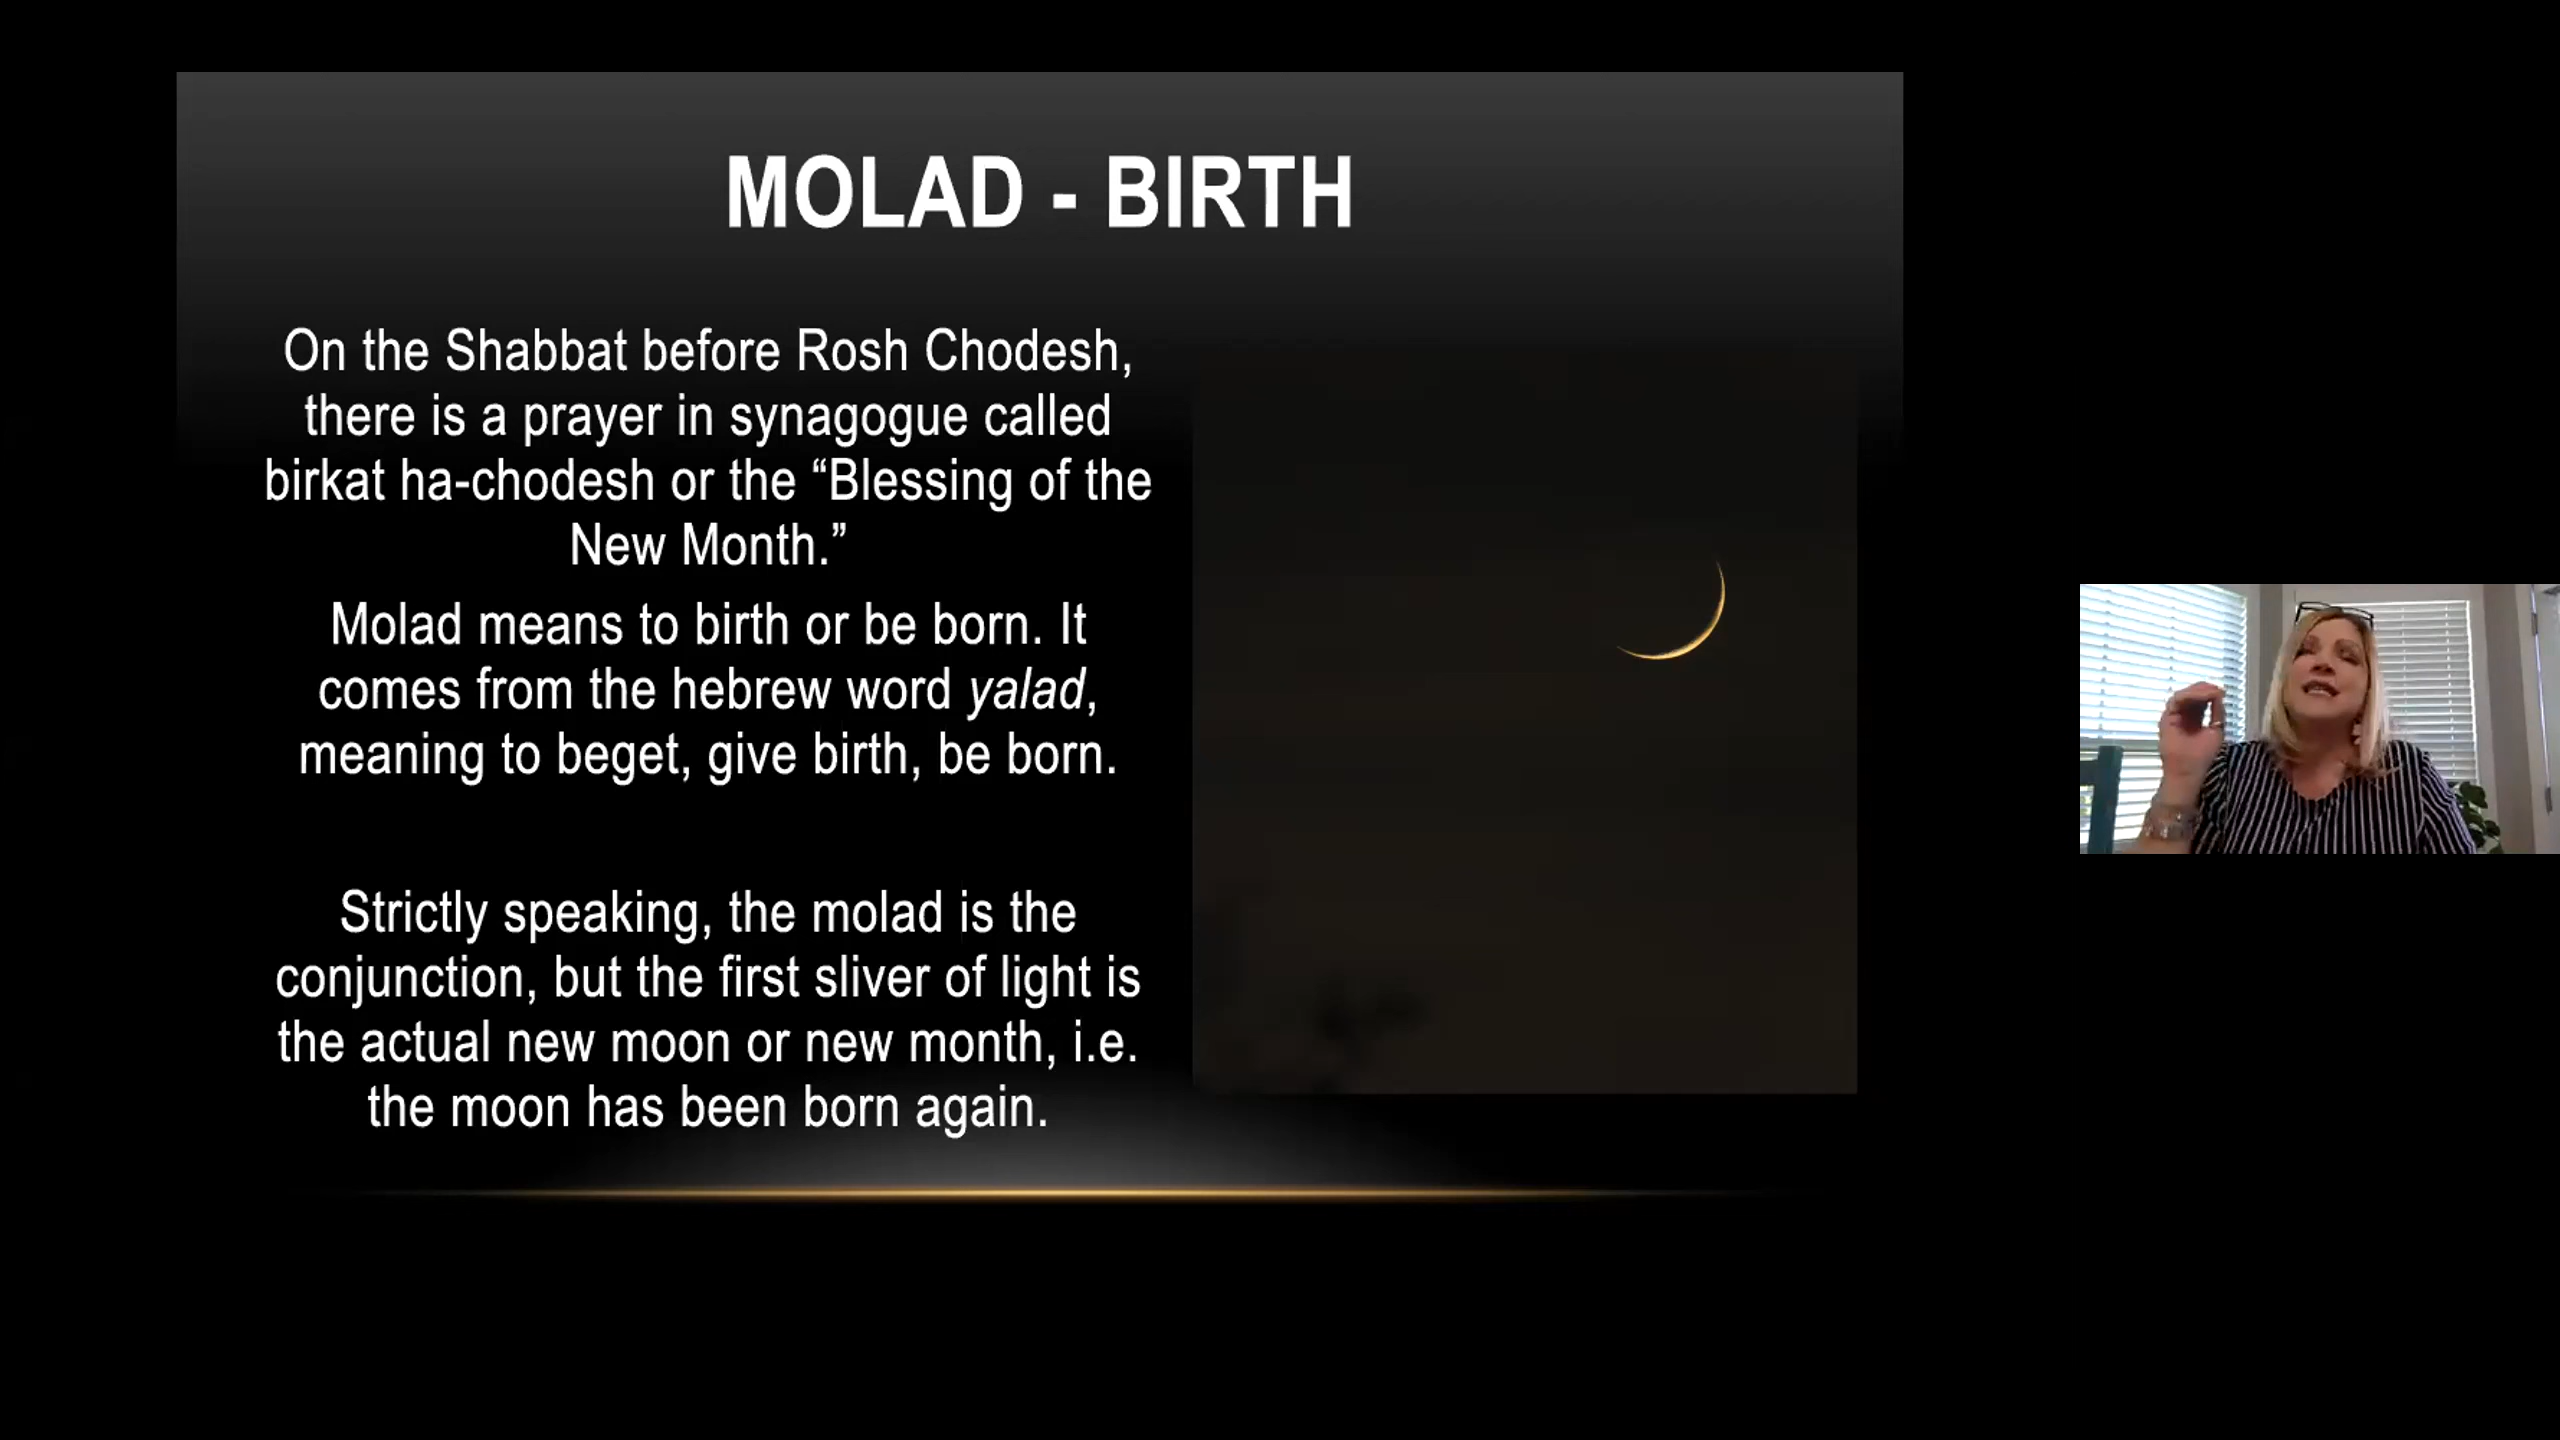 MOLAD - BIRTH
On the Shabbat before Rosh Chodesh,
there is a prayer in synagogue called
birkat ha-chodesh or the “Blessing of the
New Month.”
Molad means to birth or be born. It
comes from the hebrew word yalad,
meaning to beget, give birth, be born.
Strictly speaking, the molad is the
conjunction, but the first sliver of light is
the actual new moon or new month, i.e.
the moon has been born again.